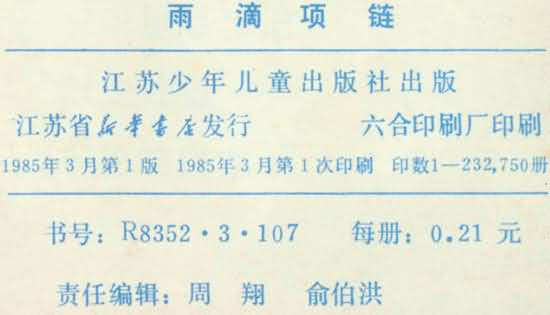 雨滴项链
江苏少年儿童出版社出版
江苏省新华书店发行 六合印刷厂印刷
1985年3月第1版 1985年3月第1次印刷 印数1—232,750册
书号：R8352·3·107 每册：0.21元
责任编辑：周 翔 俞伯洪